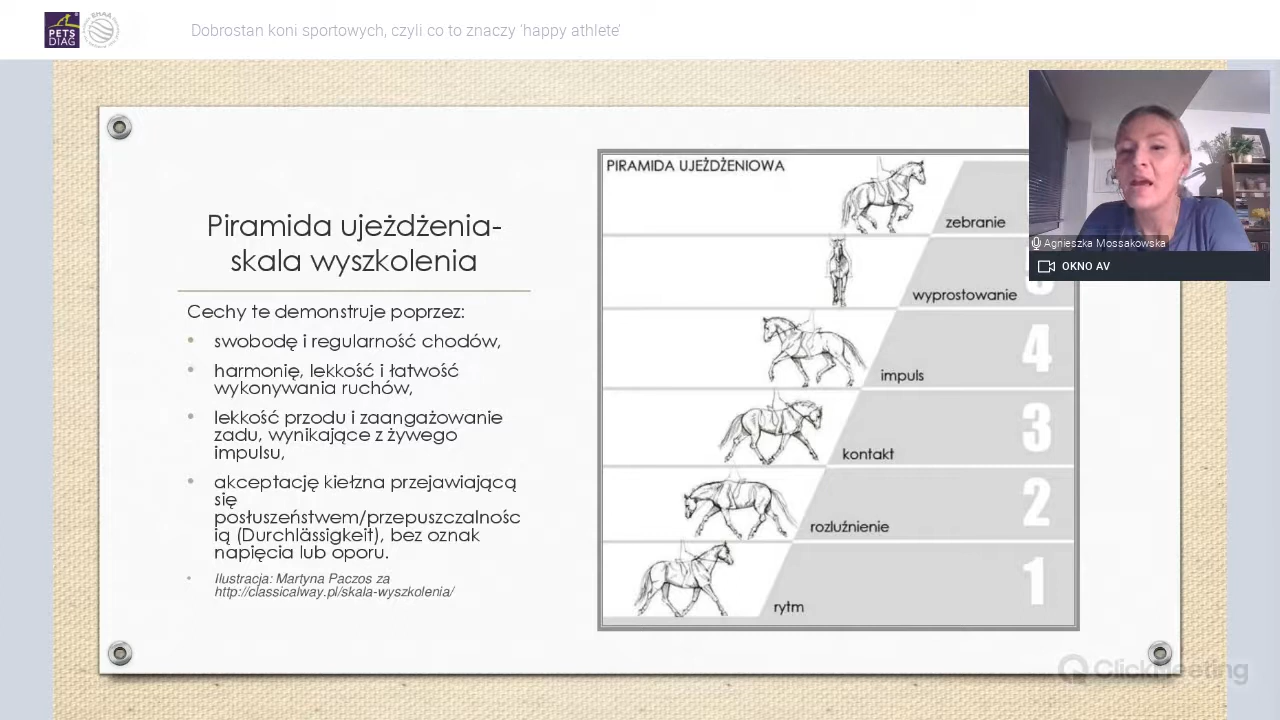 PETS
DIAG
EHAA
Dobrostan koni sportowych, czyli co to znaczy 'happy athlete'
Piramida ujeżdżenia-
skala wyszkolenia
Cechy te demonstruje poprzez:
• swobodę i regularność chodów,
• harmonię, lekkość i łatwość
wykonywania ruchów,
• lekkość przodu i zaangażowanie
zadu, wynikające z żywego
impulsu,
• akceptację kiełzna przejawiającą
się
posłuszeństwem/przepuszczalnośc
ią (Durchlässigkeit), bez oznak
napięcia lub oporu.
• Ilustracja: Martyna Paczos za
http://classicalway.pl/skala-wyszkolenia/
PIRAMIDA UJEŻDŻENIOWA
zebranie
wyprostowanie
impuls
4
kontakt
3
rozluźnienie
2
rytm
1
Agnieszka Mossakowska
OKNO AV
ClickMeeting